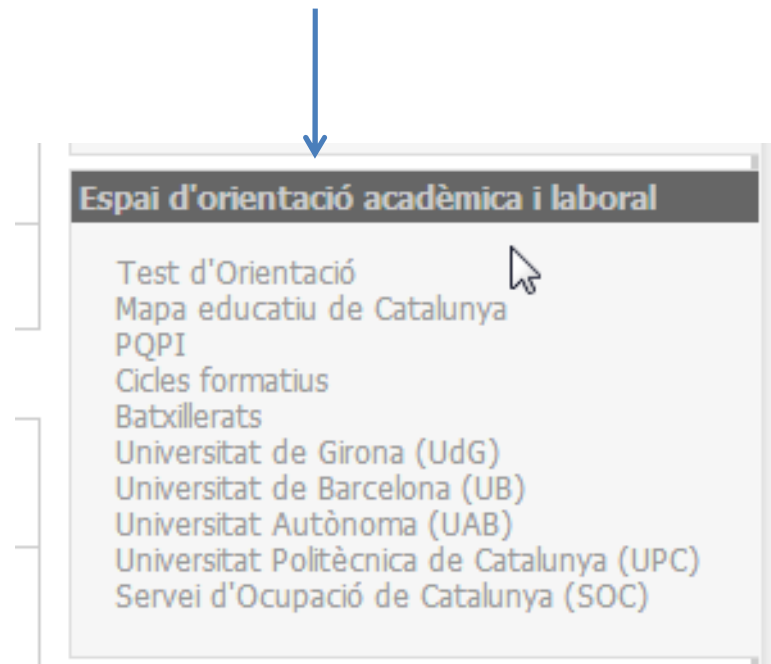 Espai d'orientació acadèmica i laboral
Test d'Orientació
Mapa educatiu de Catalunya
PQPI
Cicles formatius
Batxillerats
Universitat de Girona (UdG)
Universitat de Barcelona (UB)
Universitat Autònoma (UAB)
Universitat Politècnica de Catalunya (UPC)
Servei d'Ocupació de Catalunya (SOC)